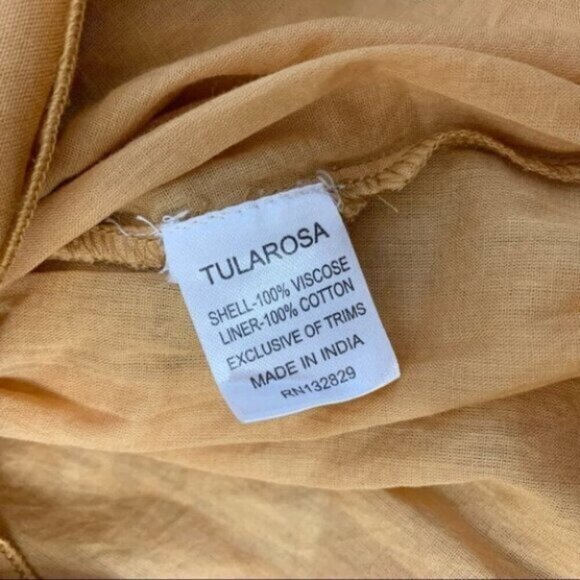 TULAROSA
SHELL-100% VISCOSE
LINER-100% COTTON
EXCLUSIVE OF TRIMS
MADE IN INDIA
RN132829